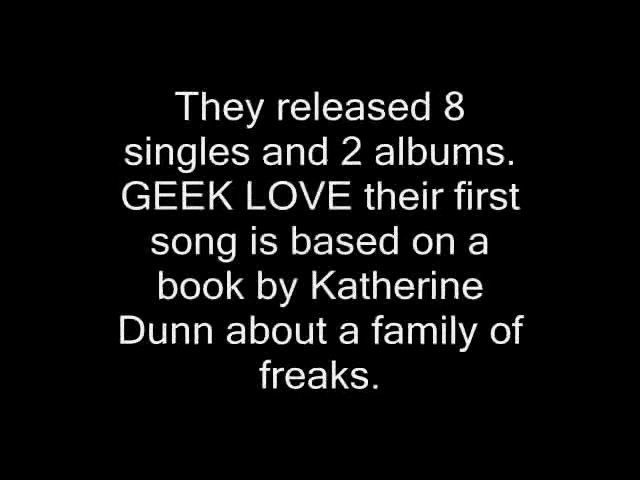 They released 8
singles and 2 albums.
GEEK LOVE their first
song is based on a
book by Katherine
Dunn about a family of
freaks.